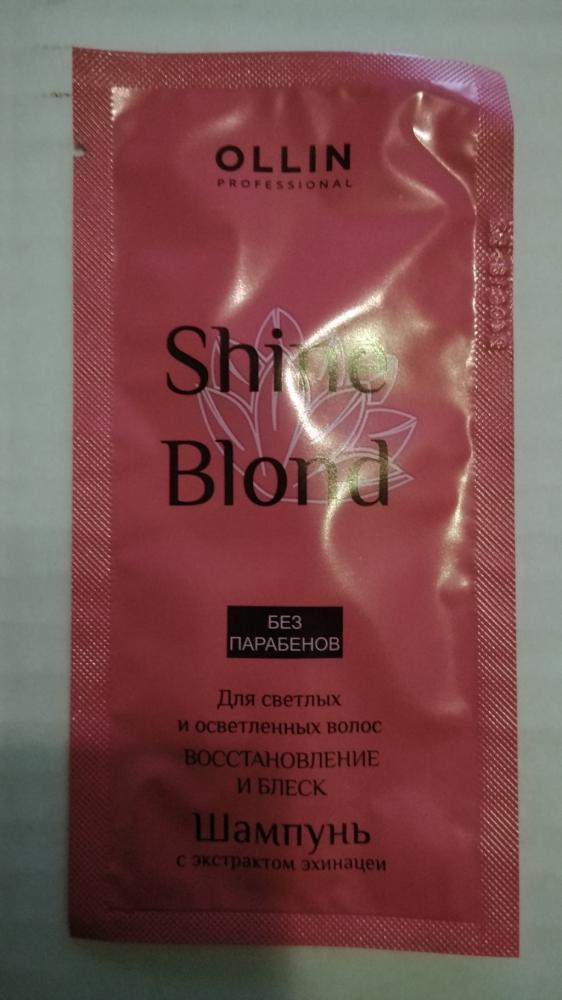 OLLIN
PROFESSIONAL
Shine
Blond
БЕЗ
ПАРАБЕНОВ
Для светлых
и осветленных волос
ВОССТАНОВЛЕНИЕ
И БЛЕСК
Шампунь
с экстрактом эхинацеи